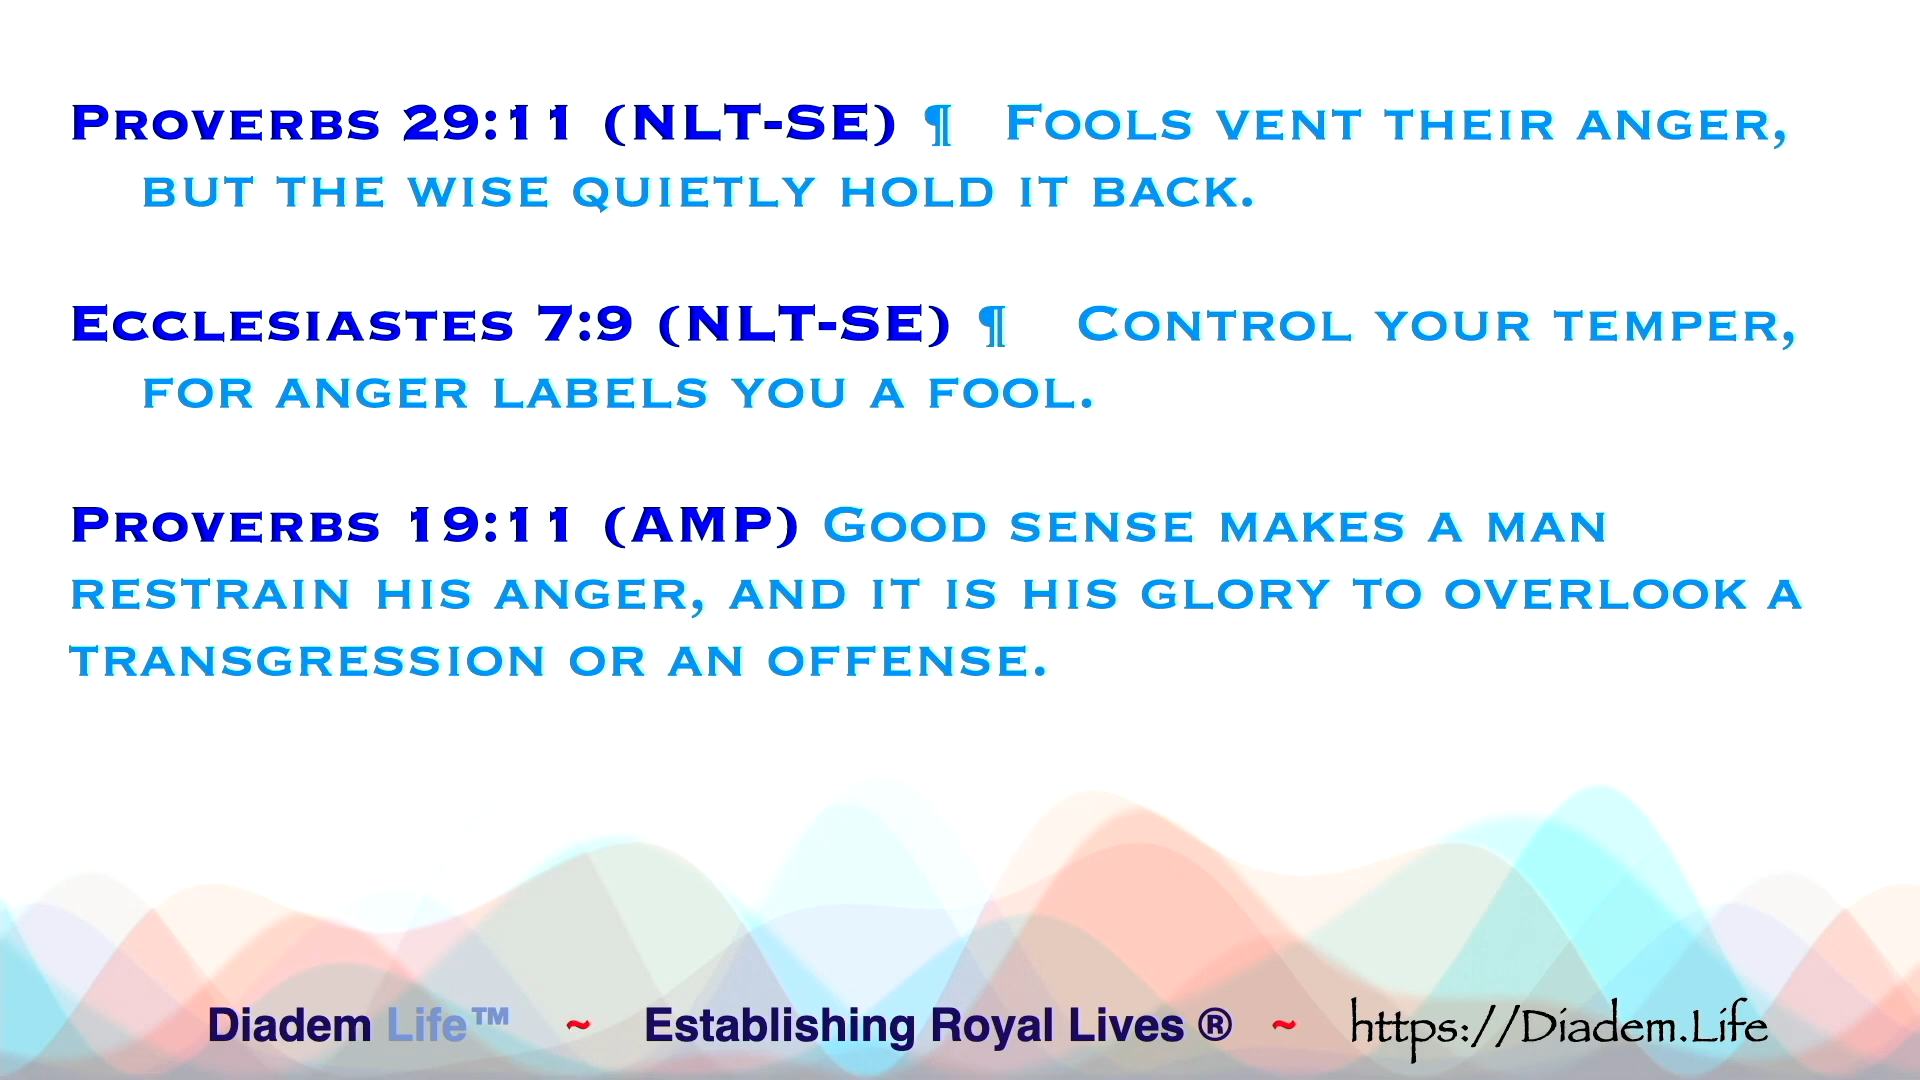 Proverbs 29:11 (NLT-SE) ¶ Fools vent their anger,
but the wise quietly hold it back.
Ecclesiastes 7:9 (NLT-SE) ¶ Control your temper,
for anger labels you a fool.
Proverbs 19:11 (AMP) Good sense makes a man
restrain his anger, and it is his glory to overlook a
transgression or an offense.
Diadem Life™ ~ Establishing Royal Lives ® ~ https://Diadem.Life